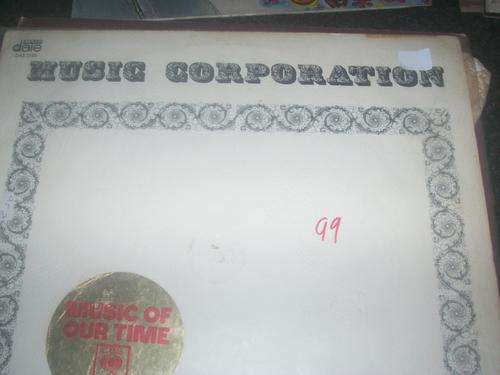 date
MUSIC CORPORATION
99
MUSIC OF
OUR TIME